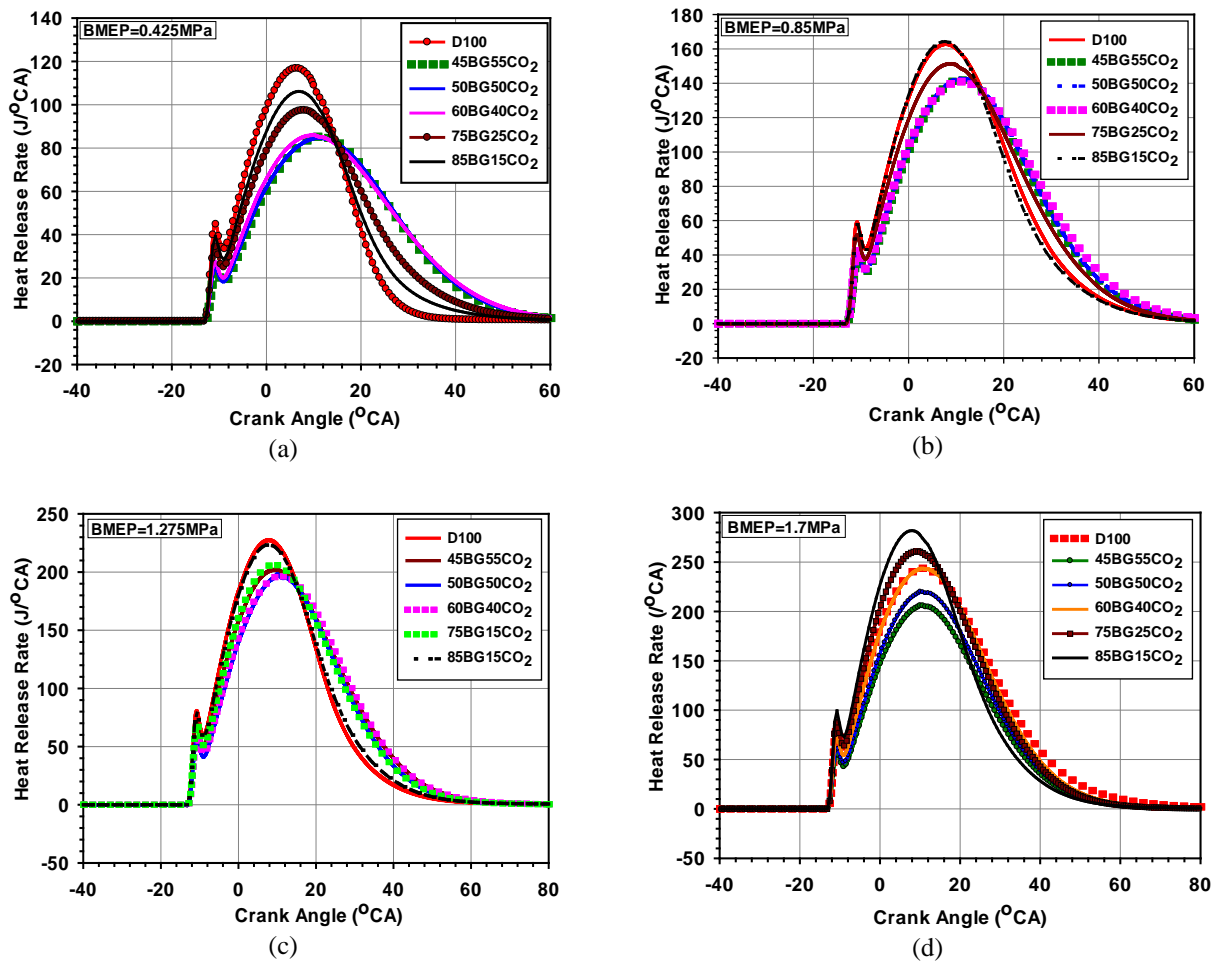 BMEP=0.425MPa
Heat Release Rate (J/ᴼCA)
140
120
100
80
60
40
20
0
-20
D100
45BG55CO₂
50BG50CO₂
60BG40CO₂
75BG25CO₂
85BG15CO₂
-40 -20 0 20 40 60
Crank Angle (ᴼCA)
(a)
BMEP=0.85MPa
Heat Release Rate (J/ᴼCA)
180
160
140
120
100
80
60
40
20
0
-20
D100
45BG55CO₂
50BG50CO₂
60BG40CO₂
75BG25CO₂
85BG15CO₂
-40 -20 0 20 40 60
Crank Angle (ᴼCA)
(b)
BMEP=1.275MPa
Heat Release Rate (J/ᴼCA)
250
200
150
100
50
0
-50
D100
45BG55CO₂
50BG50CO₂
60BG40CO₂
75BG15CO₂
85BG15CO₂
-40 -20 0 20 40 60 80
Crank Angle (ᴼCA)
(c)
BMEP=1.7MPa
Heat Release Rate (/ᴼCA)
300
250
200
150
100
50
0
-50
D100
45BG55CO₂
50BG50CO₂
60BG40CO₂
75BG25CO₂
85BG15CO₂
-40 -20 0 20 40 60 80
Crank Angle (ᴼCA)
(d)